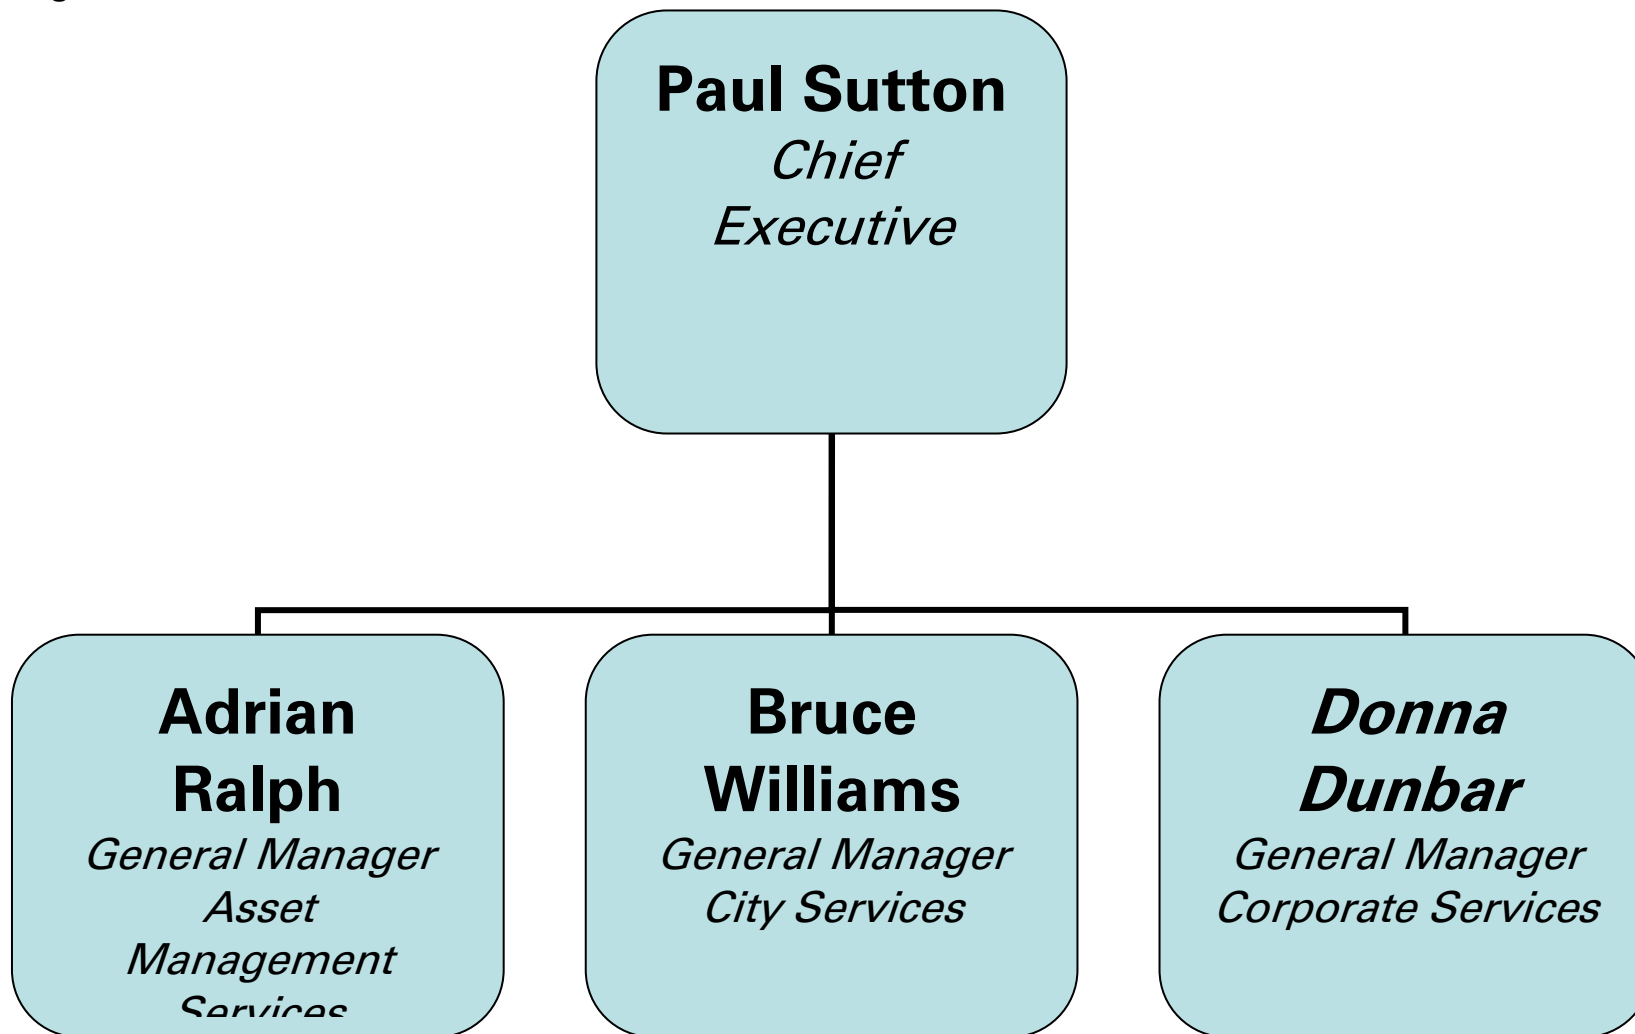 Paul Sutton
Chief
Executive
Adrian
Ralph
General Manager
Asset
Management
Services
Bruce
Williams
General Manager
City Services
Donna
Dunbar
General Manager
Corporate Services